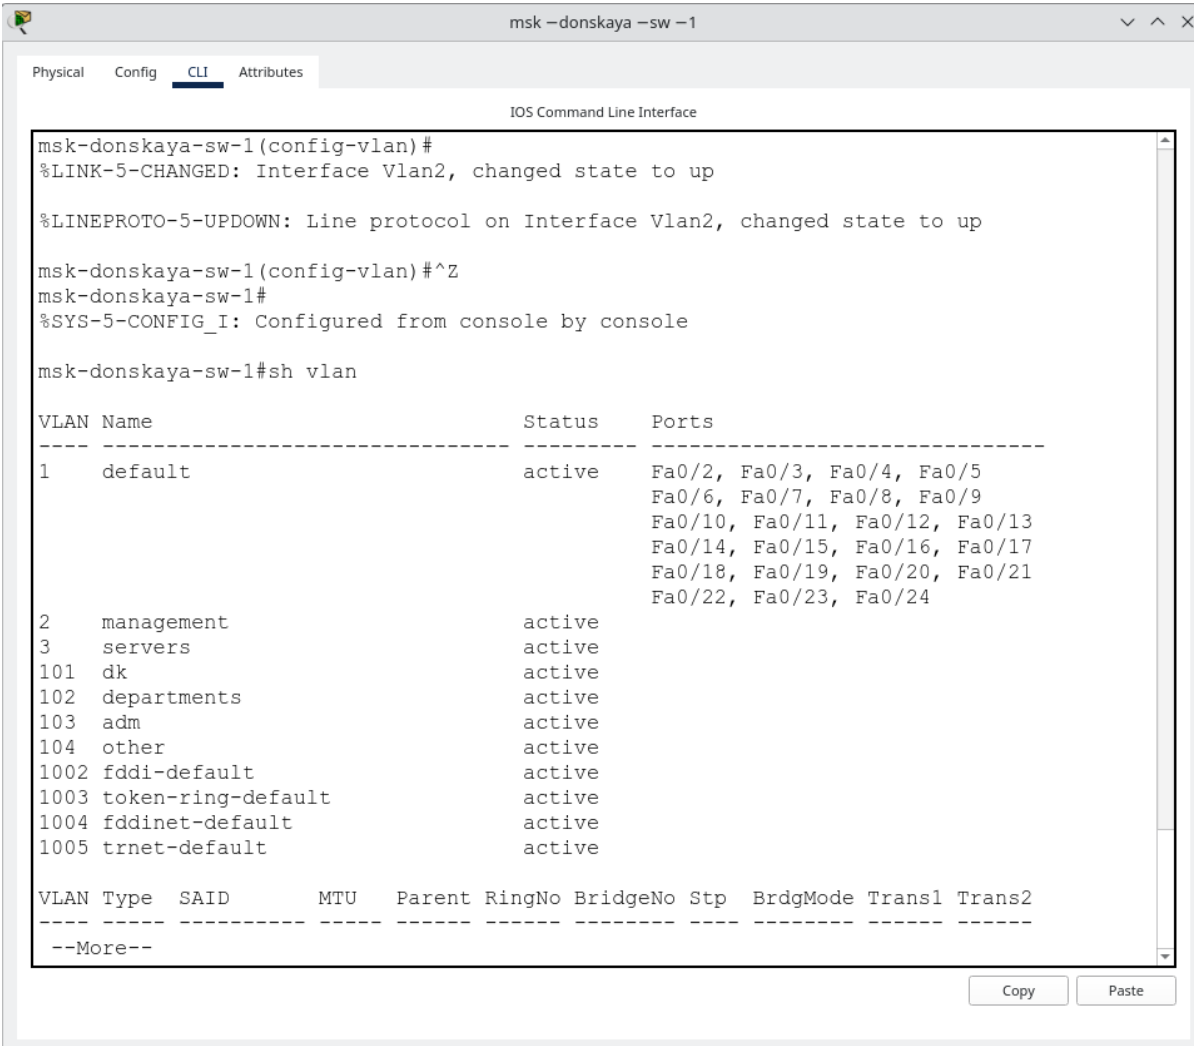 msk −donskaya −sw −1
Physical Config CLI Attributes
IOS Command Line Interface
msk-donskaya-sw-1(config-vlan)#
%LINK-5-CHANGED: Interface Vlan2, changed state to up
%LINEPROTO-5-UPDOWN: Line protocol on Interface Vlan2, changed state to up
msk-donskaya-sw-1(config-vlan)#^Z
msk-donskaya-sw-1#
%SYS-5-CONFIG_I: Configured from console by console
msk-donskaya-sw-1#sh vlan
VLAN Name                             Status    Ports
---- -------------------------------- --------- -------------------------------
1    default                          active    Fa0/2, Fa0/3, Fa0/4, Fa0/5
                                                Fa0/6, Fa0/7, Fa0/8, Fa0/9
                                                Fa0/10, Fa0/11, Fa0/12, Fa0/13
                                                Fa0/14, Fa0/15, Fa0/16, Fa0/17
                                                Fa0/18, Fa0/19, Fa0/20, Fa0/21
                                                Fa0/22, Fa0/23, Fa0/24
2    management                       active
3    servers                          active
101  dk                               active
102  departments                      active
103  adm                              active
104  other                            active
1002 fddi-default                     active
1003 token-ring-default               active
1004 fddinet-default                  active
1005 trnet-default                    active
VLAN Type  SAID       MTU   Parent RingNo BridgeNo Stp  BrdgMode Trans1 Trans2
---- ----- ---------- ----- ------ ------ -------- ---- -------- ------ ------
 --More--
Copy Paste